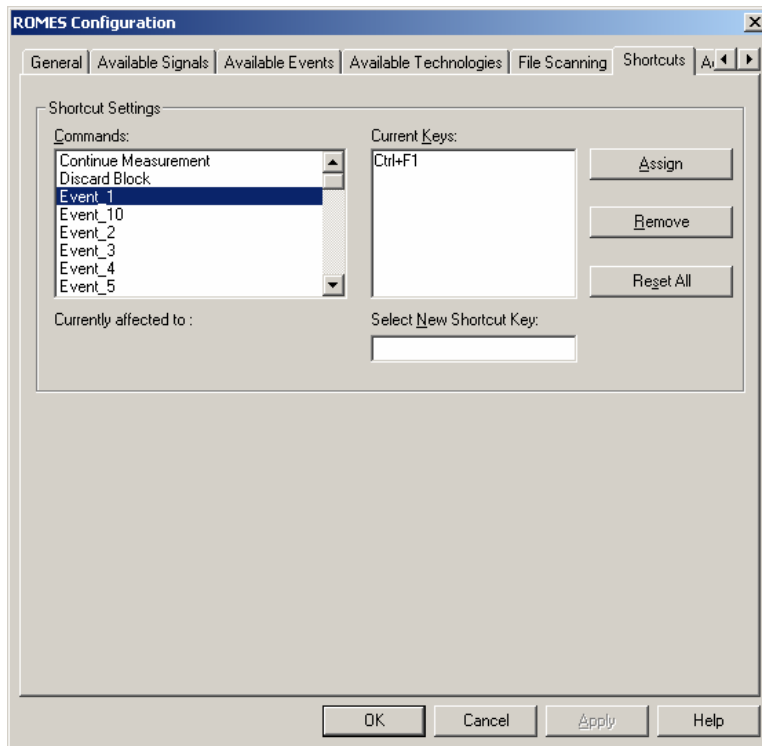 ROMES Configuration
General
Available Signals
Available Events
Available Technologies
File Scanning
Shortcuts
Shortcut Settings
Commands:
Continue Measurement
Discard Block
Event_1
Event_10
Event_2
Event_3
Event_4
Event_5
Currently affected to :
Current Keys:
Ctrl+F1
Select New Shortcut Key:
Assign
Remove
Reset All
OK
Cancel
Apply
Help